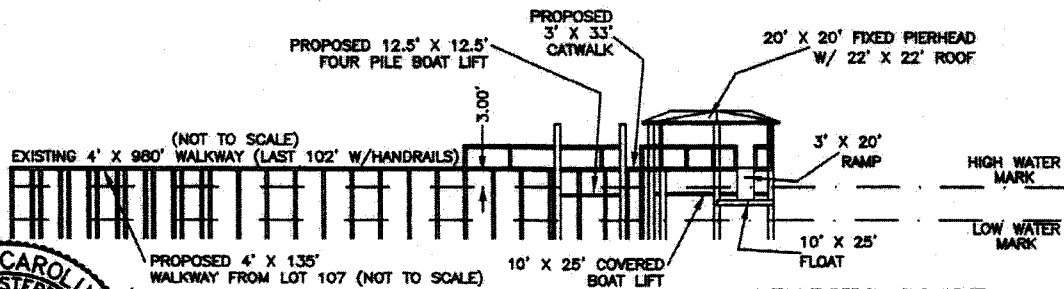 PROPOSED
3' X 33'
CATWALK
PROPOSED 12.5' X 12.5'
FOUR PILE BOAT LIFT
20' X 20' FIXED PIERHEAD
W/ 22' X 22' ROOF
3.00'
(NOT TO SCALE)
EXISTING 4' X 980' WALKWAY (LAST 102' W/HANDRAILS)
3' X 20'
RAMP
HIGH WATER
MARK
LOW WATER
MARK
PROPOSED 4' X 135'
WALKWAY FROM LOT 107 (NOT TO SCALE)
10' X 25' COVERED
BOAT LIFT
10' X 25'
FLOAT
CAROLI